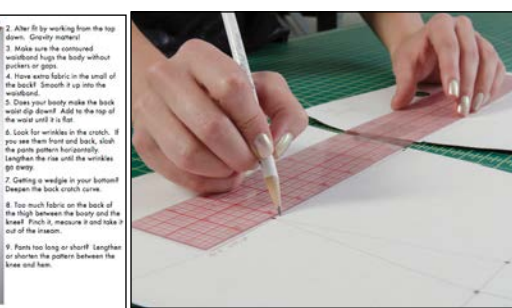 2. Alter fit by working from the top
down.  Gravity matters!
3. Make sure the contoured
waistband hugs the body without
puckers or gaps.
4. Have extra fabric in the small of
the back?  Smooth it up into the
waistband.
5. Does your booty make the back
waist dip down?  Add to the top of
the waist until it is flat.
6. Look for wrinkles in the crotch.  If
you see them front and back, slash
the pants pattern horizontally.
Lengthen the rise until the wrinkles
go away.
7. Getting a wedgie in your bottom?
Deepen the back crotch curve.
8. Too much fabric on the back of
the thigh between the booty and the
knee?  Pinch it, measure it and take it
out of the inseam.
9. Pants too long or short?  Lengthen
or shorten the pattern between the
knee and hem.